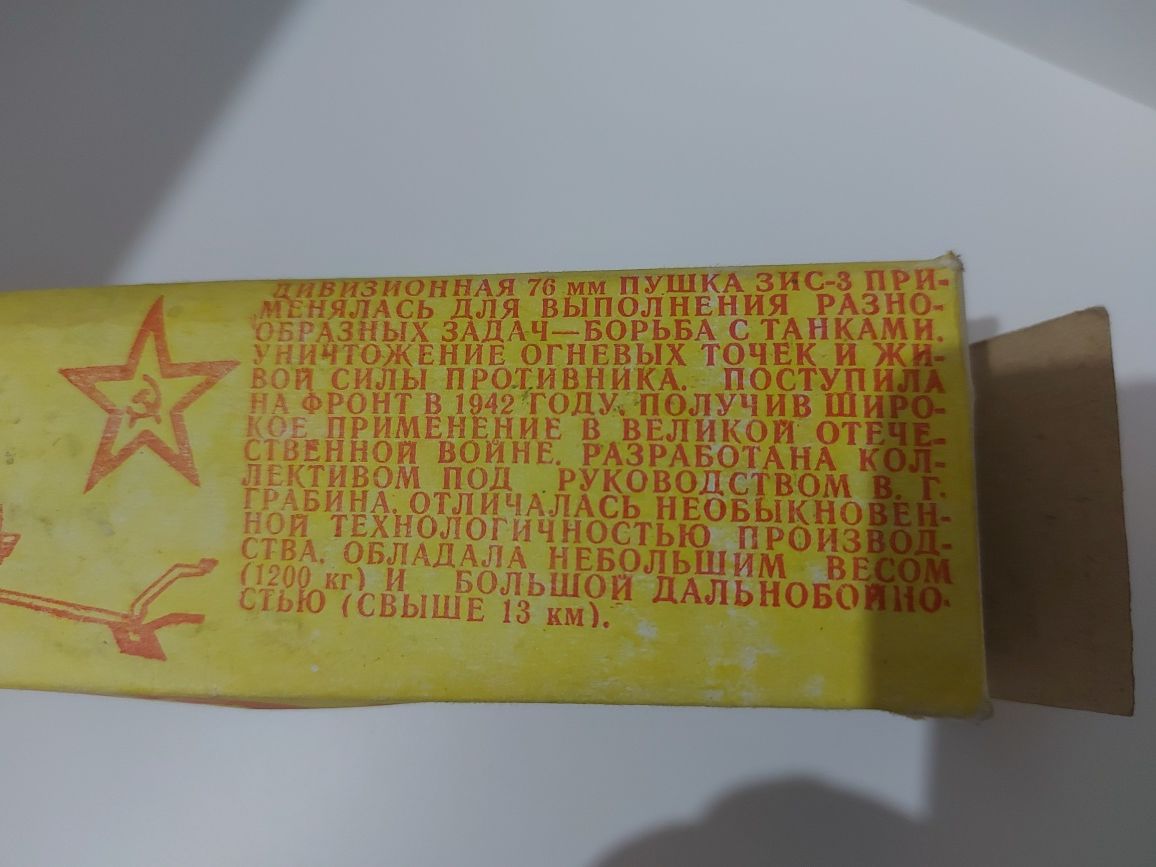 ДИВИЗИОННАЯ 76 мм ПУШКА ЗИС-3 ПРИ-
МЕНЯЛАСЬ ДЛЯ ВЫПОЛНЕНИЯ РАЗНО-
ОБРАЗНЫХ ЗАДАЧ—БОРЬБА С ТАНКАМИ.
УНИЧТОЖЕНИЕ ОГНЕВЫХ ТОЧЕК И ЖИ-
ВОЙ СИЛЫ ПРОТИВНИКА. ПОСТУПИЛА
НА ФРОНТ В 1942 ГОДУ. ПОЛУЧИВ ШИРО-
КОЕ ПРИМЕНЕНИЕ В ВЕЛИКОЙ ОТЕЧЕ-
СТВЕННОЙ ВОЙНЕ. РАЗРАБОТАНА КОЛ-
ЛЕКТИВОМ ПОД РУКОВОДСТВОМ В. Г.
ГРАБИНА. ОТЛИЧАЛАСЬ НЕОБЫКНОВЕН-
НОЙ ТЕХНОЛОГИЧНОСТЬЮ ПРОИЗВОД-
СТВА. ОБЛАДАЛА НЕБОЛЬШИМ ВЕСОМ
(1200 кг) И БОЛЬШОЙ ДАЛЬНОБОЙНО-
СТЬЮ (СВЫШЕ 13 км).